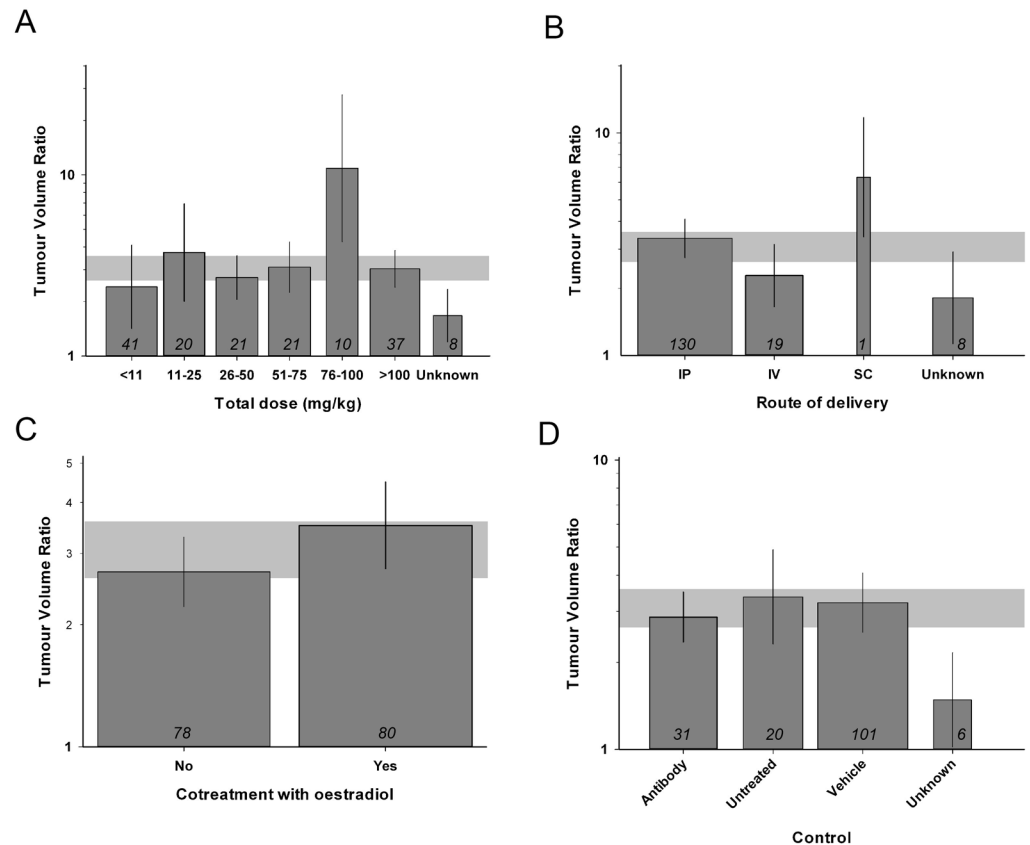 A
Tumour Volume Ratio
10
1
41
20
21
21
10
37
8
<11
11-25
26-50
51-75
76-100
>100
Unknown
Total dose (mg/kg)
B
Tumour Volume Ratio
10
1
130
19
1
8
IP
IV
SC
Unknown
Route of delivery
C
Tumour Volume Ratio
5
4
3
2
1
78
80
No
Yes
Cotreatment with oestradiol
D
Tumour Volume Ratio
10
1
31
20
101
6
Antibody
Untreated
Vehicle
Unknown
Control